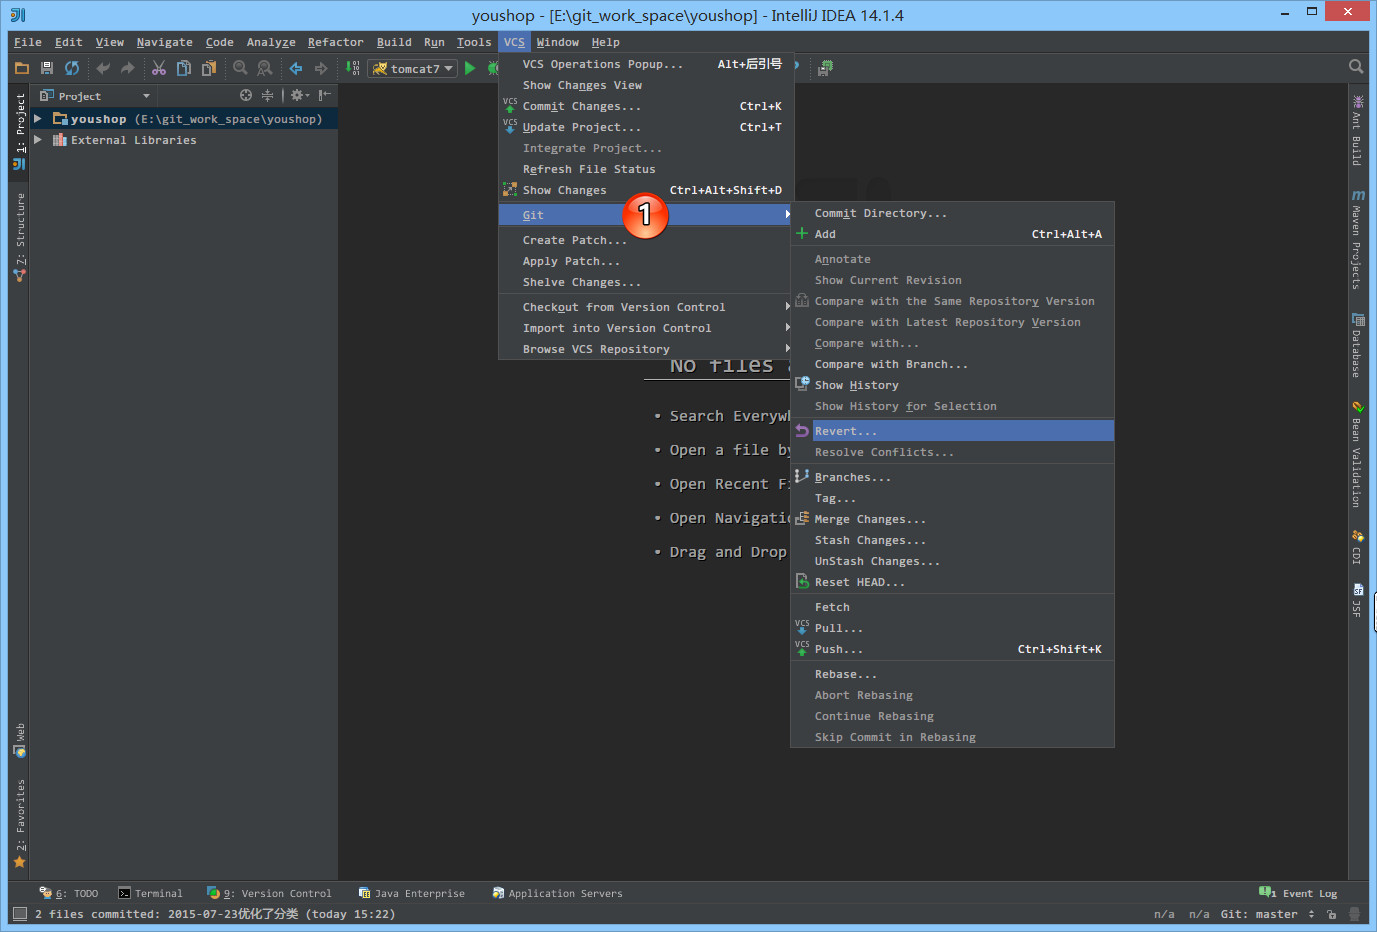 youshop - [E:\git_work_space\youshop] - IntelliJ IDEA 14.1.4
File Edit View Navigate Code Analyze Refactor Build Run Tools VCS Window Help
tomcat7
Project
youshop (E:\git_work_space\youshop)
External Libraries
1: Project
7: Structure
Web
2: Favorites
VCS Operations Popup... Alt+后引号
Show Changes View
VCS Commit Changes... Ctrl+K
VCS Update Project... Ctrl+T
Integrate Project...
Refresh File Status
Show Changes Ctrl+Alt+Shift+D
Git
1
Create Patch...
Apply Patch...
Shelve Changes...
Checkout from Version Control
Import into Version Control
Browse VCS Repository
Commit Directory...
Add Ctrl+Alt+A
Annotate
Show Current Revision
Compare with the Same Repository Version
Compare with Latest Repository Version
Compare with...
Compare with Branch...
Show History
Show History for Selection
Revert...
Resolve Conflicts...
Branches...
Tag...
Merge Changes...
Stash Changes...
UnStash Changes...
Reset HEAD...
Fetch
VCS Pull...
VCS Push... Ctrl+Shift+K
Rebase...
Abort Rebasing
Continue Rebasing
Skip Commit in Rebasing
No files
• Search
• Open a file by
• Open Recent
• Open
• Drag and Drop
Ant Build
m Maven Projects
Database
Bean Validation
CDI
JSF
6: TODO Terminal 9: Version Control Java Enterprise Application Servers 1 Event Log
2 files committed: 2015-07-23优化了分类 (today 15:22) n/a n/a Git: master